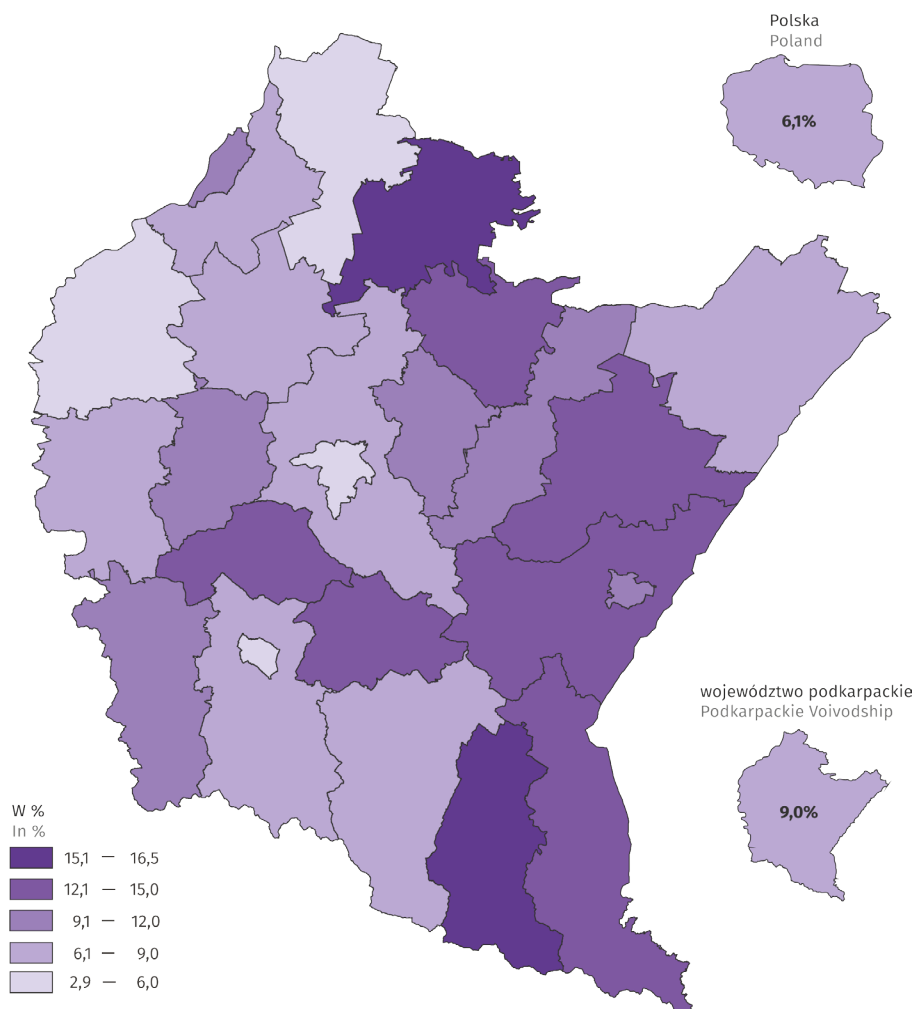 Polska
Poland
6,1%
województwo podkarpackie
Podkarpackie Voivodship
9,0%
W %
In %
15,1 — 16,5
12,1 — 15,0
9,1 — 12,0
6,1 — 9,0
2,9 — 6,0